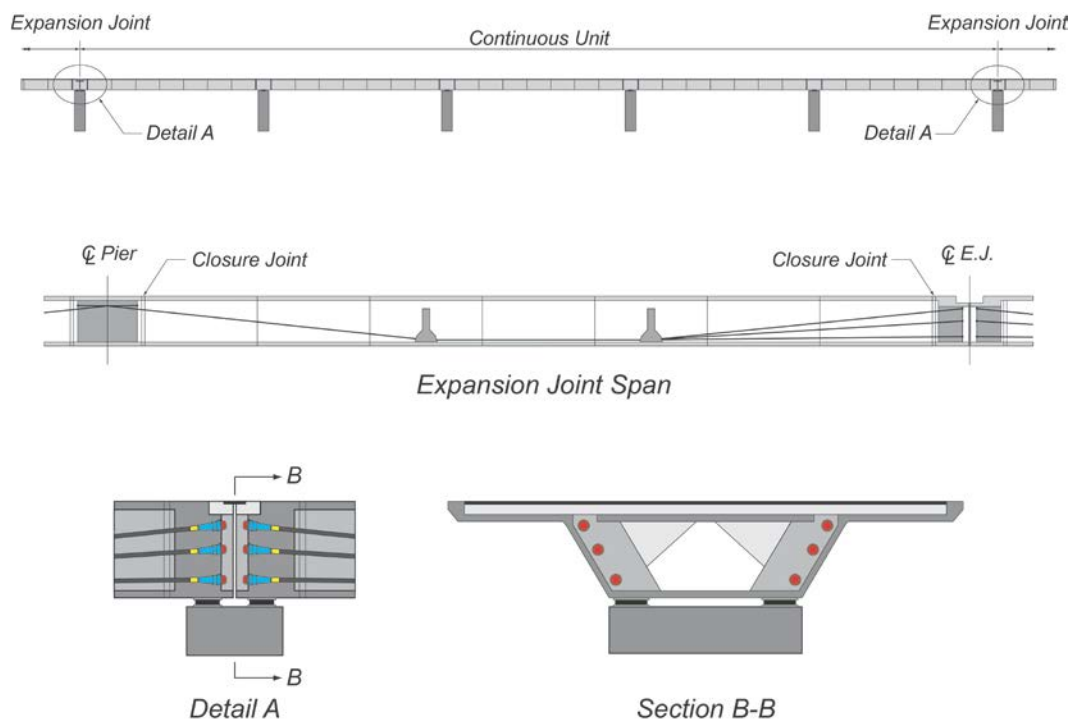 Expansion Joint
Continuous Unit
Expansion Joint
Detail A
Detail A
℄ Pier
Closure Joint
Closure Joint
℄ E.J.
Expansion Joint Span
B
B
Detail A
Section B-B